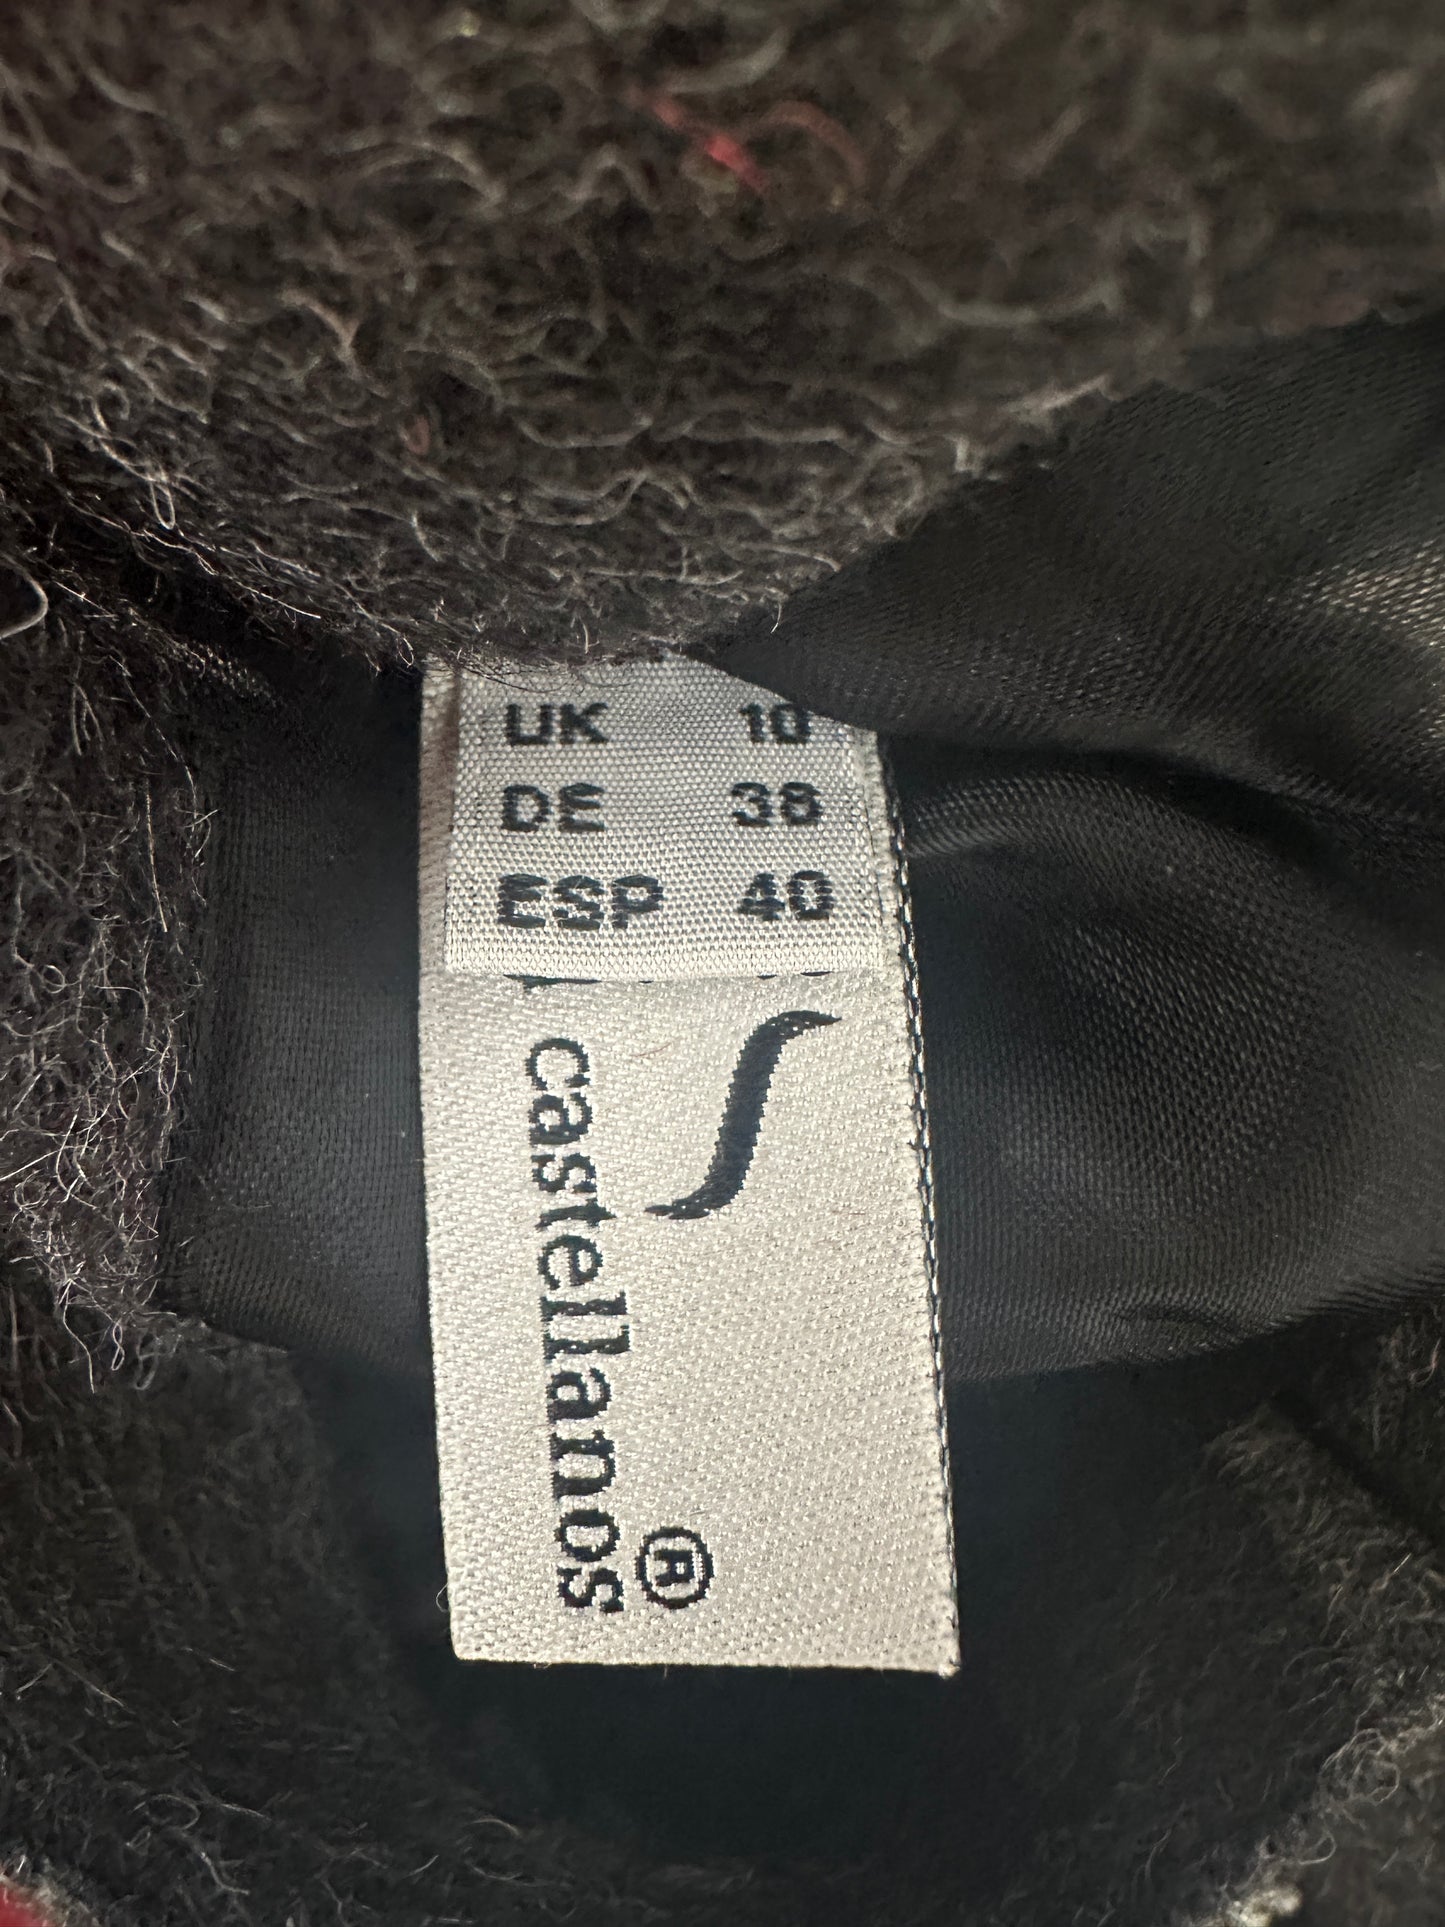 UK 10
DE 38
ESP 40
castellanos ®